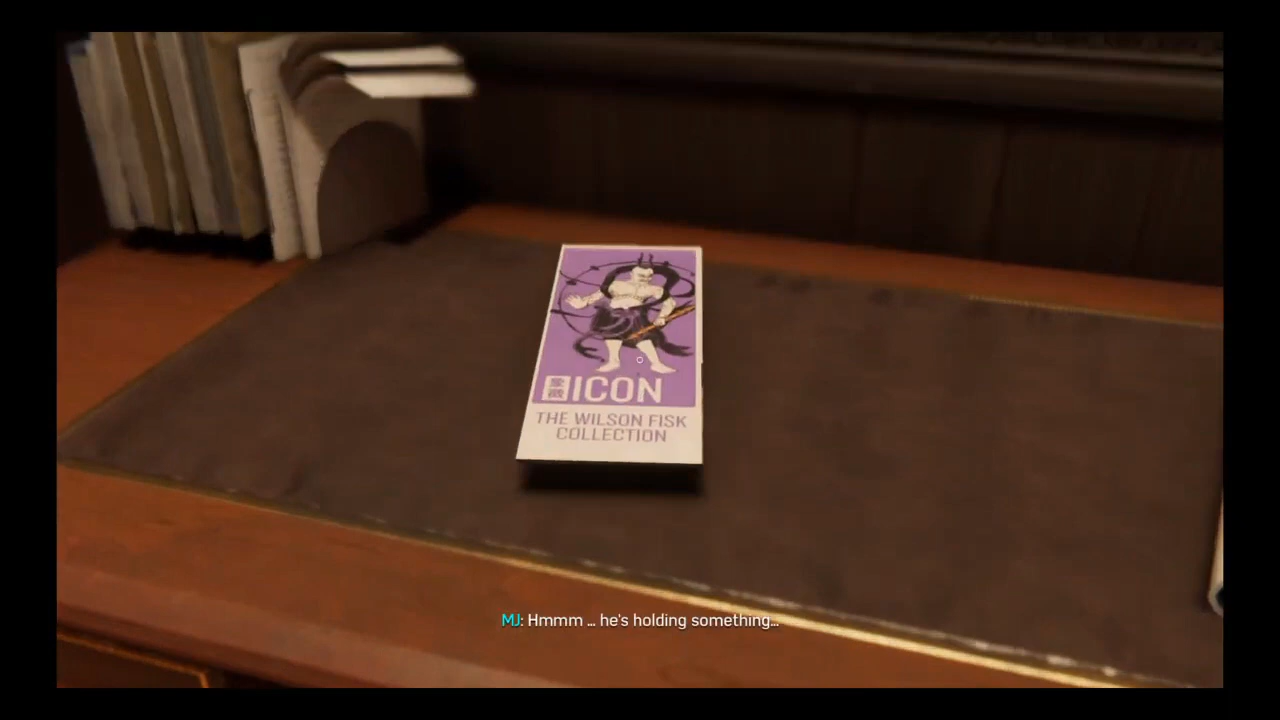 ICON
THE WILSON FISK
COLLECTION
MJ: Hmmm ... he's holding something...